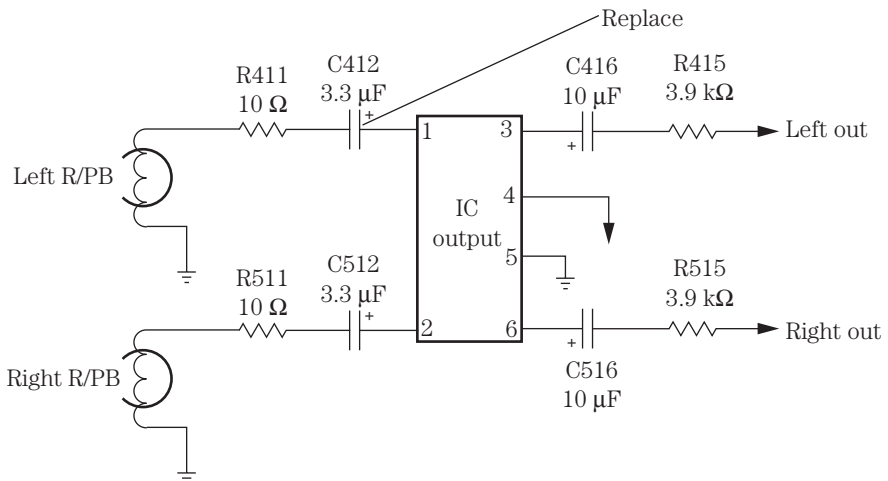 Replace
R411
10 Ω
C412
3.3 μF
+
C416
10 μF
+
R415
3.9 kΩ
Left out
Left R/PB
1
3
4
IC
output
5
R511
10 Ω
C512
3.3 μF
+
R515
3.9 kΩ
2
6
+
Right out
Right R/PB
C516
10 μF